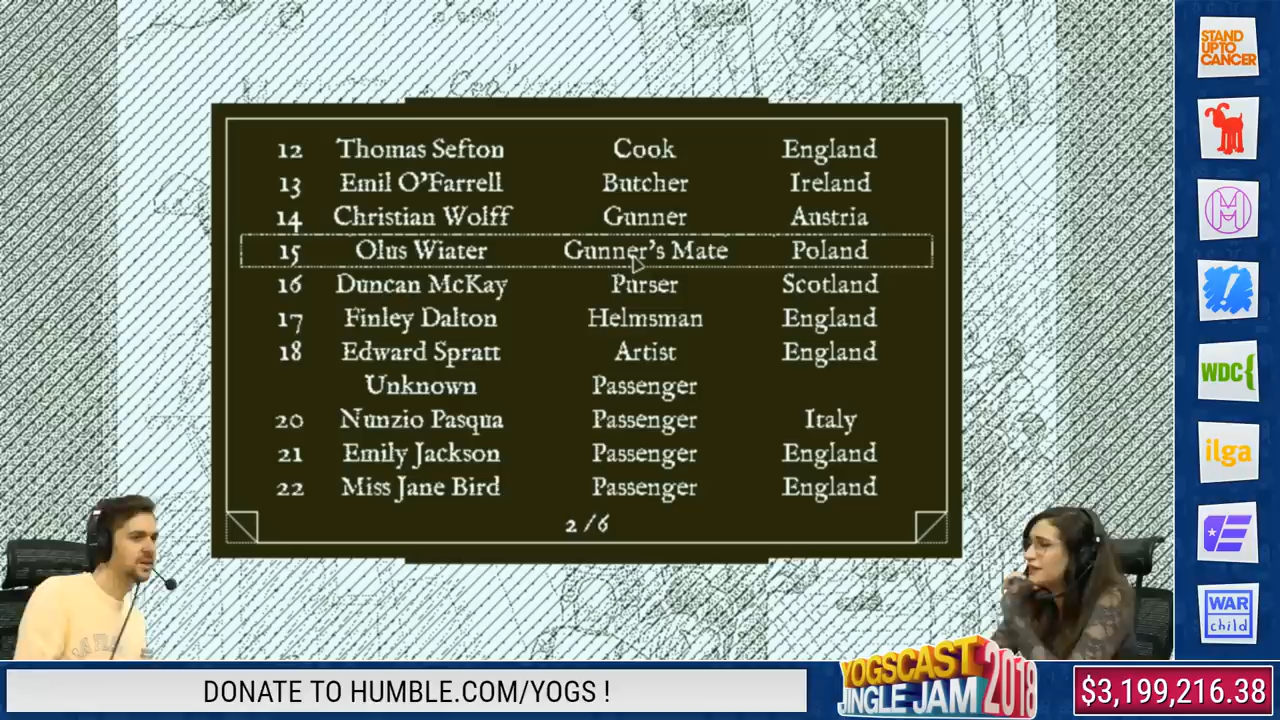 12 Thomas Sefton Cook England
13 Emil O'Farrell Butcher Ireland
14 Christian Wolff Gunner Austria
15 Olus Wiater Gunner's Mate Poland
16 Duncan McKay Purser Scotland
17 Finley Dalton Helmsman England
18 Edward Spratt Artist England
Unknown Passenger
20 Nunzio Pasqua Passenger Italy
21 Emily Jackson Passenger England
22 Miss Jane Bird Passenger England
2/6
STAND
UP TO
CANCER
WDC
ilga
WAR
child
DONATE TO HUMBLE.COM/YOGS !
YOGSCAST
JINGLE JAM 2018
$3,199,216.38